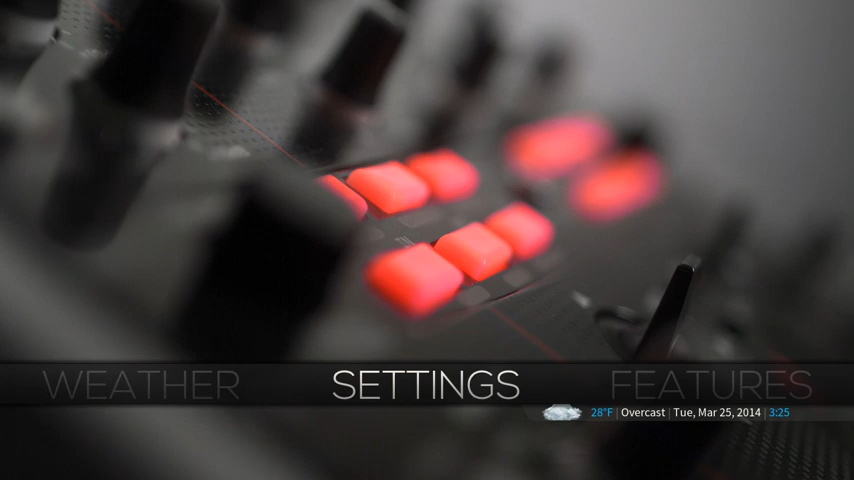 WEATHER SETTINGS FEATURES
28°F | Overcast | Tue, Mar 25, 2014 | 3:25